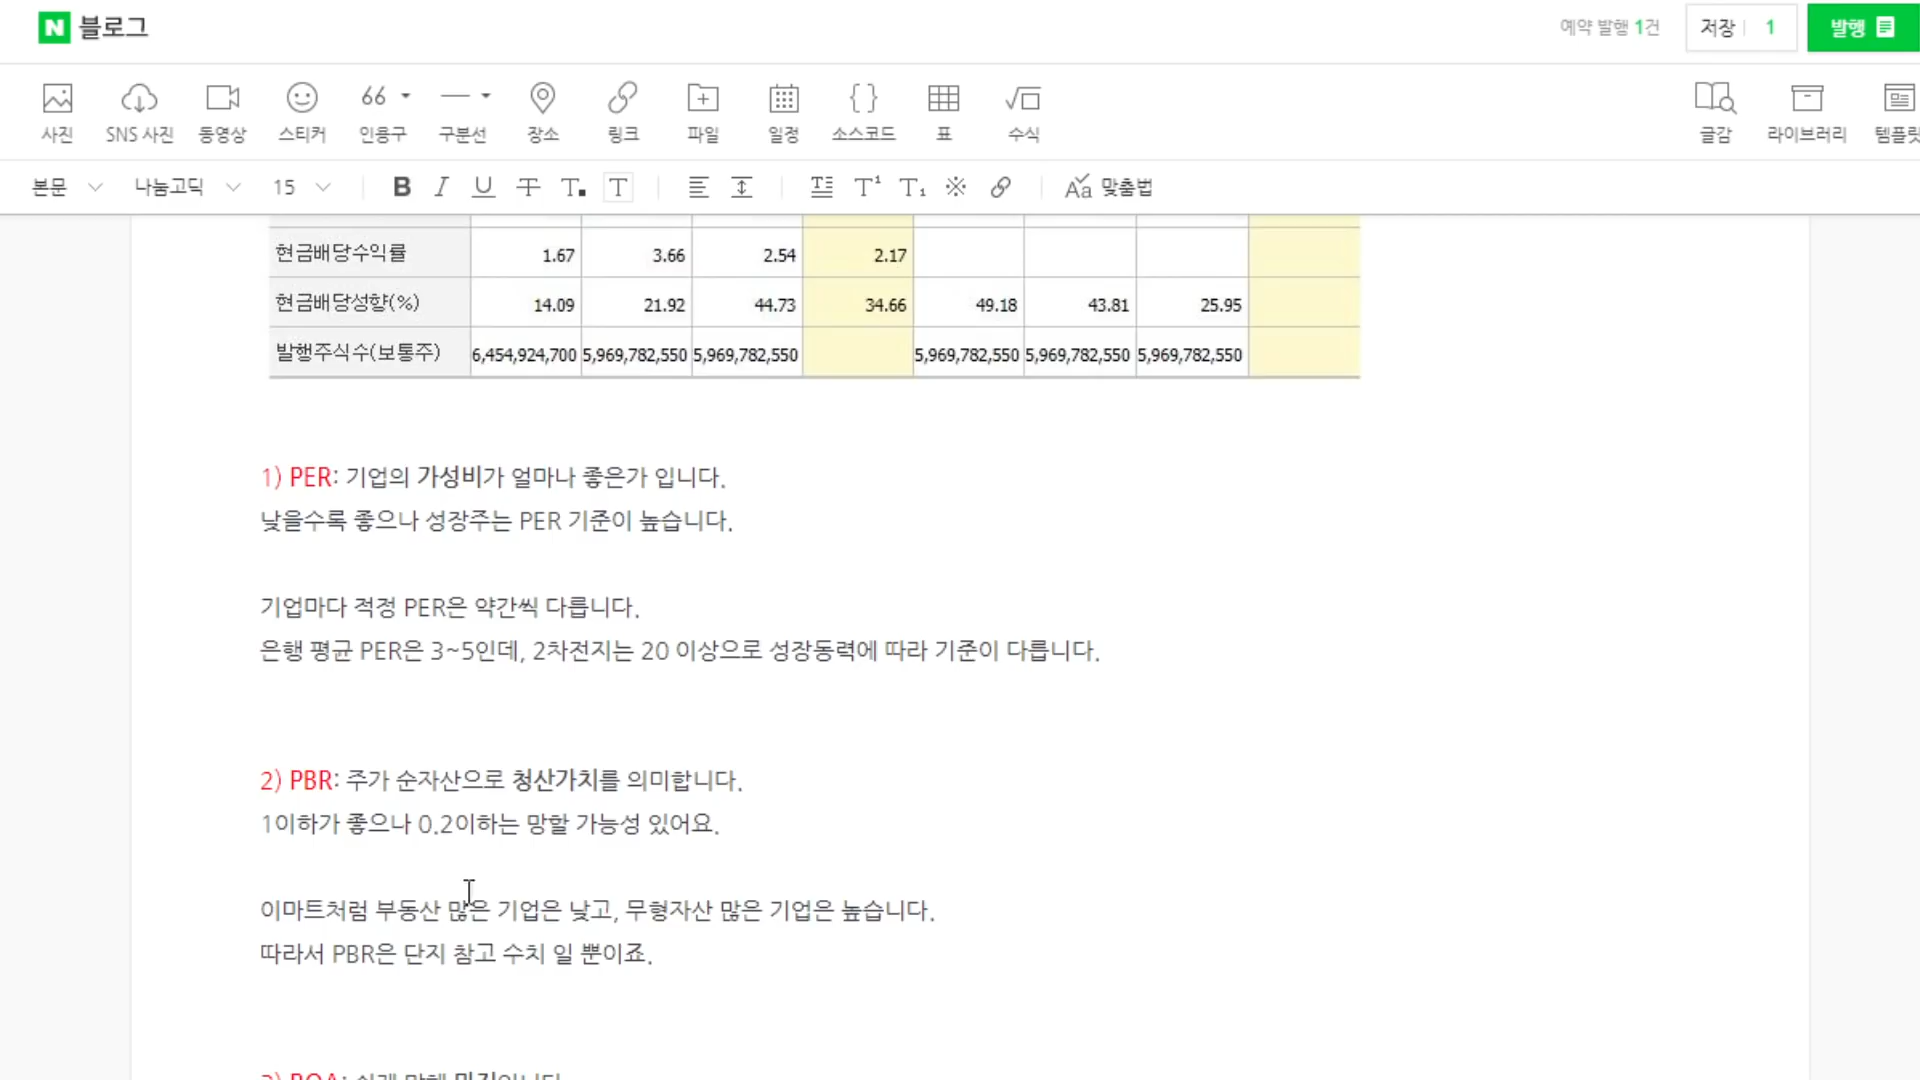 N 블로그
예약 발행 1건
저장 1
발행
사진
SNS 사진
동영상
스티커
66
인용구
구분선
장소
링크
파일
일정
소스코드
표
수식
글감
라이브러리
템플릿
본문 나눔고딕 15 B I U T T. T T¹ T₁ ※ 맞춤법
현금배당수익률 1.67 3.66 2.54 2.17
현금배당성향(%) 14.09 21.92 44.73 34.66 49.18 43.81 25.95
발행주식수(보통주) 6,454,924,700 5,969,782,550 5,969,782,550 5,969,782,550 5,969,782,550 5,969,782,550
1) PER: 기업의 가성비가 얼마나 좋은가 입니다.
낮을수록 좋으나 성장주는 PER 기준이 높습니다.
기업마다 적정 PER은 약간씩 다릅니다.
은행 평균 PER은 3~5인데, 2차전지는 20 이상으로 성장동력에 따라 기준이 다릅니다.
2) PBR: 주가 순자산으로 청산가치를 의미합니다.
1이하가 좋으나 0.2이하는 망할 가능성 있어요.
이마트처럼 부동산 많은 기업은 낮고, 무형자산 많은 기업은 높습니다.
따라서 PBR은 단지 참고 수치 일 뿐이죠.
3) ROA: